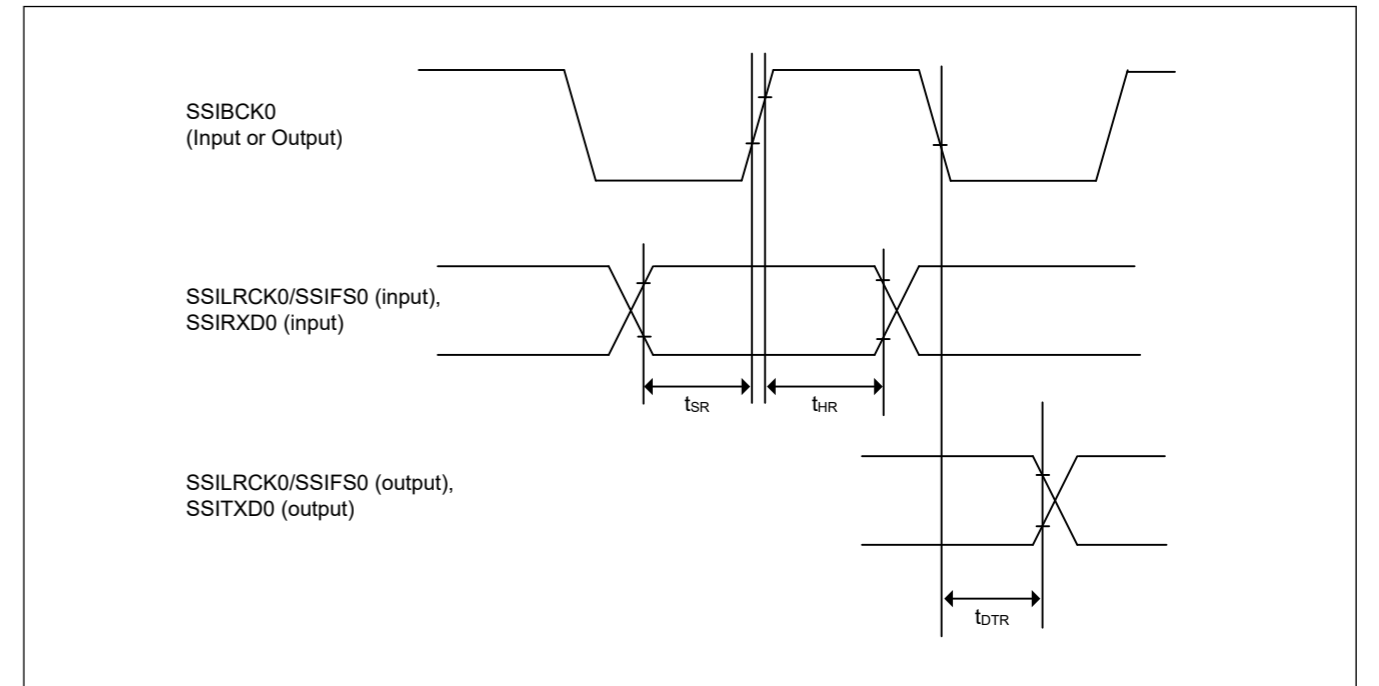 SSIBCK0
(Input or Output)
SSILRCK0/SSIFS0 (input),
SSIRXD0 (input)
tSR
tHR
SSILRCK0/SSIFS0 (output),
SSITXD0 (output)
tDTR